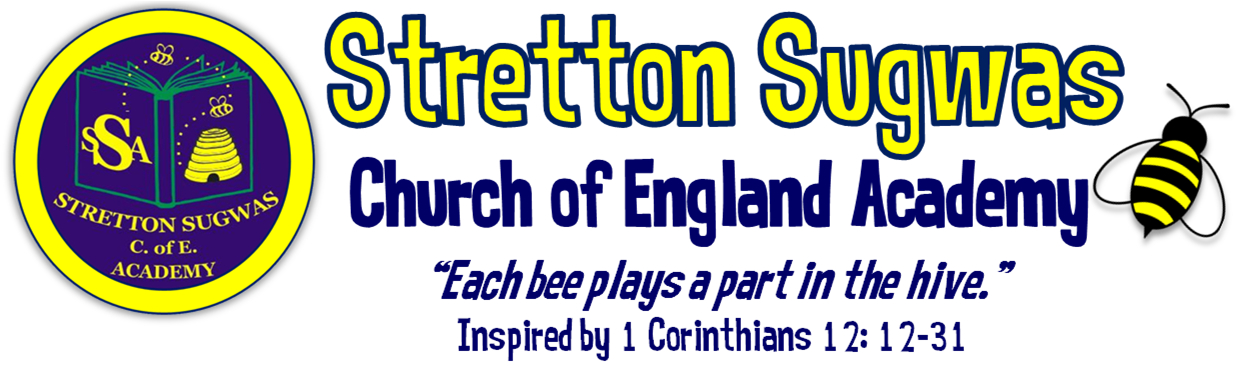 SSA
STRETTON SUGWAS
C. of E.
ACADEMY
Stretton Sugwas
Church of England Academy
“Each bee plays a part in the hive.”
Inspired by 1 Corinthians 12: 12-31